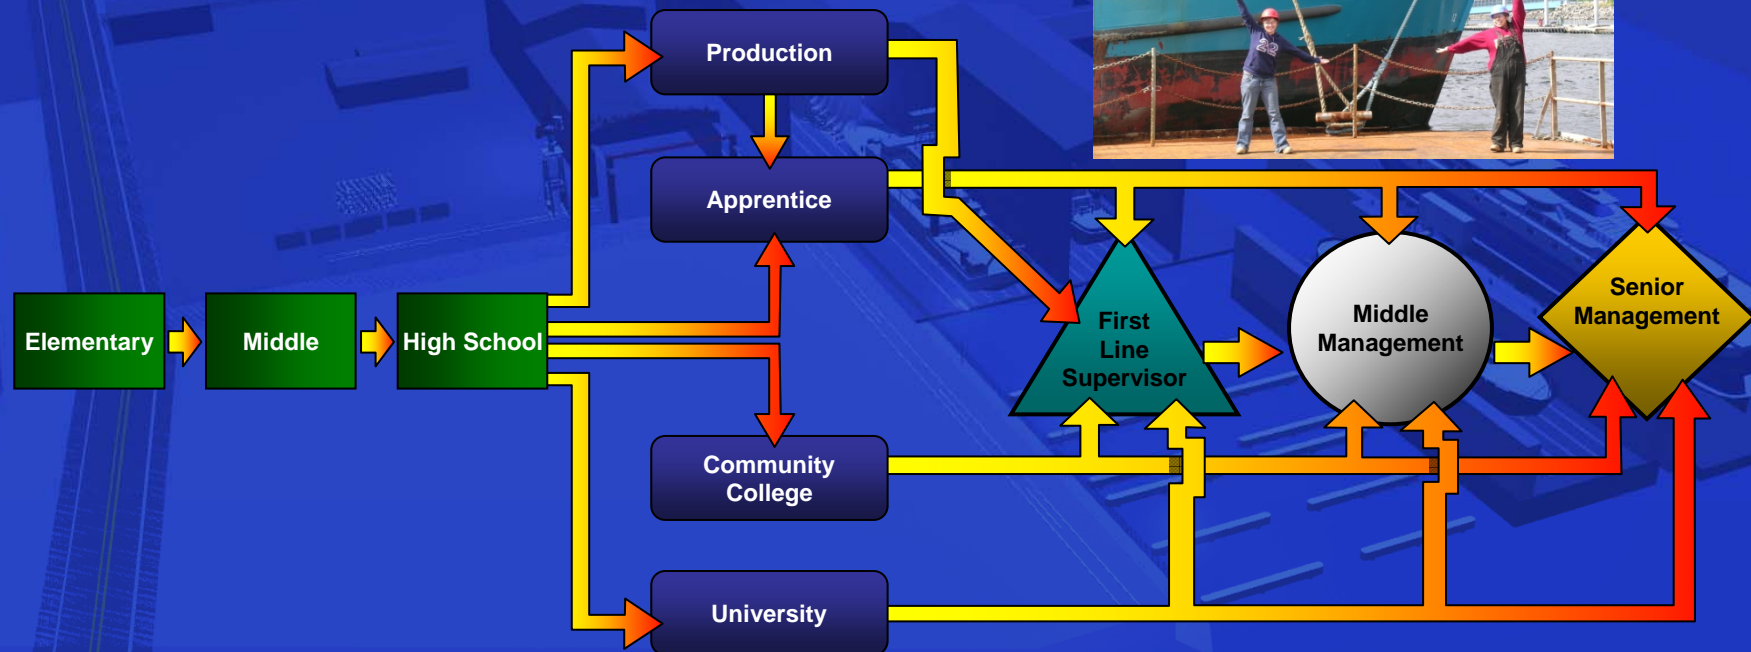 Production
Apprentice
Elementary
Middle
High School
Community
College
University
First
Line
Supervisor
Middle
Management
Senior
Management